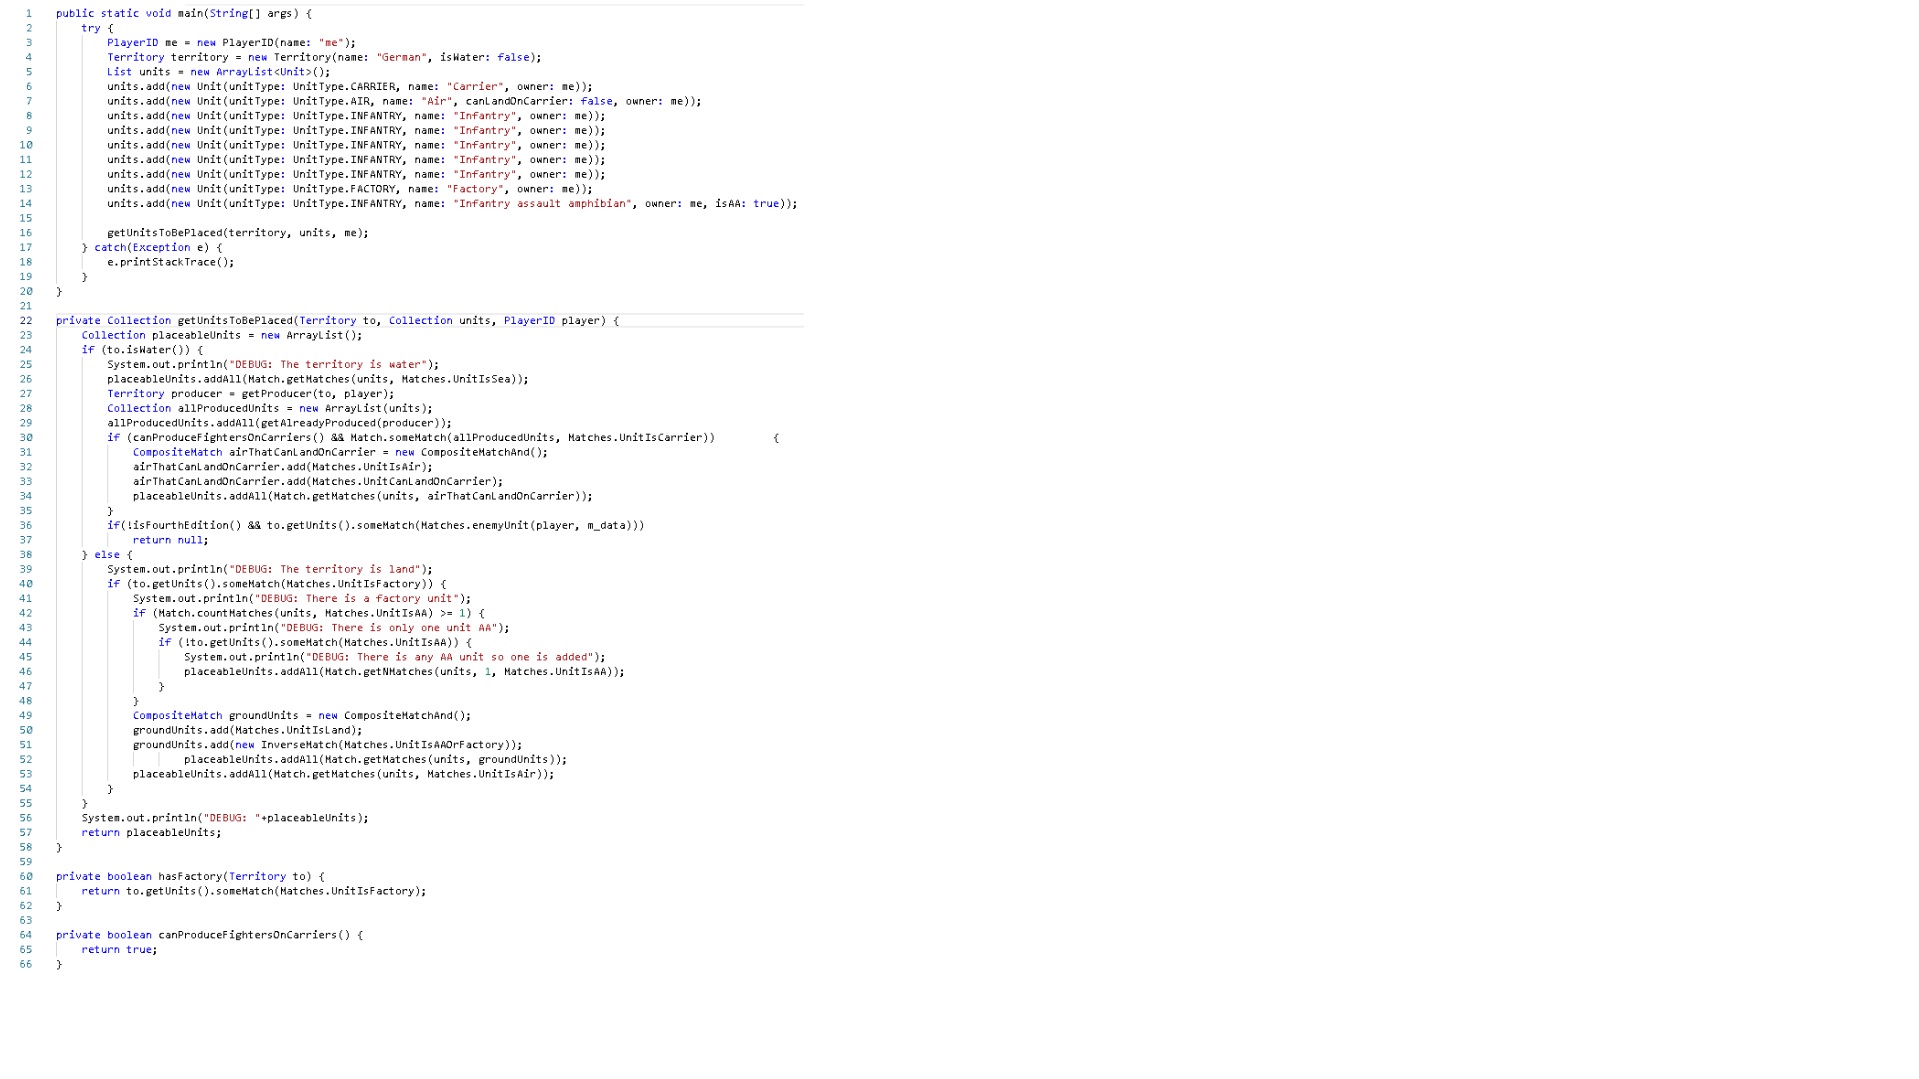 1 public static void main(String[] args) {
2 try {
3 PlayerID me = new PlayerID(name: "me");
4 Territory territory = new Territory(name: "German", isWater: false);
5 List units = new ArrayList<Unit>();
6 units.add(new Unit(unitType: UnitType.CARRIER, name: "Carrier", owner: me));
7 units.add(new Unit(unitType: UnitType.AIR, name: "Air", canLandOnCarrier: false, owner: me));
8 units.add(new Unit(unitType: UnitType.INFANTRY, name: "Infantry", owner: me));
9 units.add(new Unit(unitType: UnitType.INFANTRY, name: "Infantry", owner: me));
10 units.add(new Unit(unitType: UnitType.INFANTRY, name: "Infantry", owner: me));
11 units.add(new Unit(unitType: UnitType.INFANTRY, name: "Infantry", owner: me));
12 units.add(new Unit(unitType: UnitType.INFANTRY, name: "Infantry", owner: me));
13 units.add(new Unit(unitType: UnitType.FACTORY, name: "Factory", owner: me));
14 units.add(new Unit(unitType: UnitType.INFANTRY, name: "Infantry assault amphibian", owner: me, isAA: true));
15
16 getUnitsToBePlaced(territory, units, me);
17 } catch(Exception e) {
18 e.printStackTrace();
19 }
20 }
21
22 private Collection getUnitsToBePlaced(Territory to, Collection units, PlayerID player) {
23 Collection placeableUnits = new ArrayList();
24 if (to.isWater()) {
25 System.out.println("DEBUG: The territory is water");
26 placeableUnits.addAll(Match.getMatches(units, Matches.UnitIsSea));
27 Territory producer = getProducer(to, player);
28 Collection allProducedUnits = new ArrayList(units);
29 allProducedUnits.addAll(getAlreadyProduced(producer));
30 if (canProduceFightersOnCarriers() && Match.someMatch(allProducedUnits, Matches.UnitIsCarrier)) {
31 CompositeMatch airThatCanLandOnCarrier = new CompositeMatchAnd();
32 airThatCanLandOnCarrier.add(Matches.UnitIsAir);
33 airThatCanLandOnCarrier.add(Matches.UnitCanLandOnCarrier);
34 placeableUnits.addAll(Match.getMatches(units, airThatCanLandOnCarrier));
35 }
36 if(!isFourthEdition() && to.getUnits().someMatch(Matches.enemyUnit(player, m_data)))
37 return null;
38 } else {
39 System.out.println("DEBUG: The territory is land");
40 if (to.getUnits().someMatch(Matches.UnitIsFactory)) {
41 System.out.println("DEBUG: There is a factory unit");
42 if (Match.countMatches(units, Matches.UnitIsAA) >= 1) {
43 System.out.println("DEBUG: There is only one unit AA");
44 if (!to.getUnits().someMatch(Matches.UnitIsAA)) {
45 System.out.println("DEBUG: There is any AA unit so one is added");
46 placeableUnits.addAll(Match.getNMatches(units, 1, Matches.UnitIsAA));
47 }
48 }
49 CompositeMatch groundUnits = new CompositeMatchAnd();
50 groundUnits.add(Matches.UnitIsLand);
51 groundUnits.add(new InverseMatch(Matches.UnitIsAAOrFactory));
52 placeableUnits.addAll(Match.getMatches(units, groundUnits));
53 placeableUnits.addAll(Match.getMatches(units, Matches.UnitIsAir));
54 }
55 }
56 System.out.println("DEBUG: "+placeableUnits);
57 return placeableUnits;
58 }
59
60 private boolean hasFactory(Territory to) {
61 return to.getUnits().someMatch(Matches.UnitIsFactory);
62 }
63
64 private boolean canProduceFightersOnCarriers() {
65 return true;
66 }